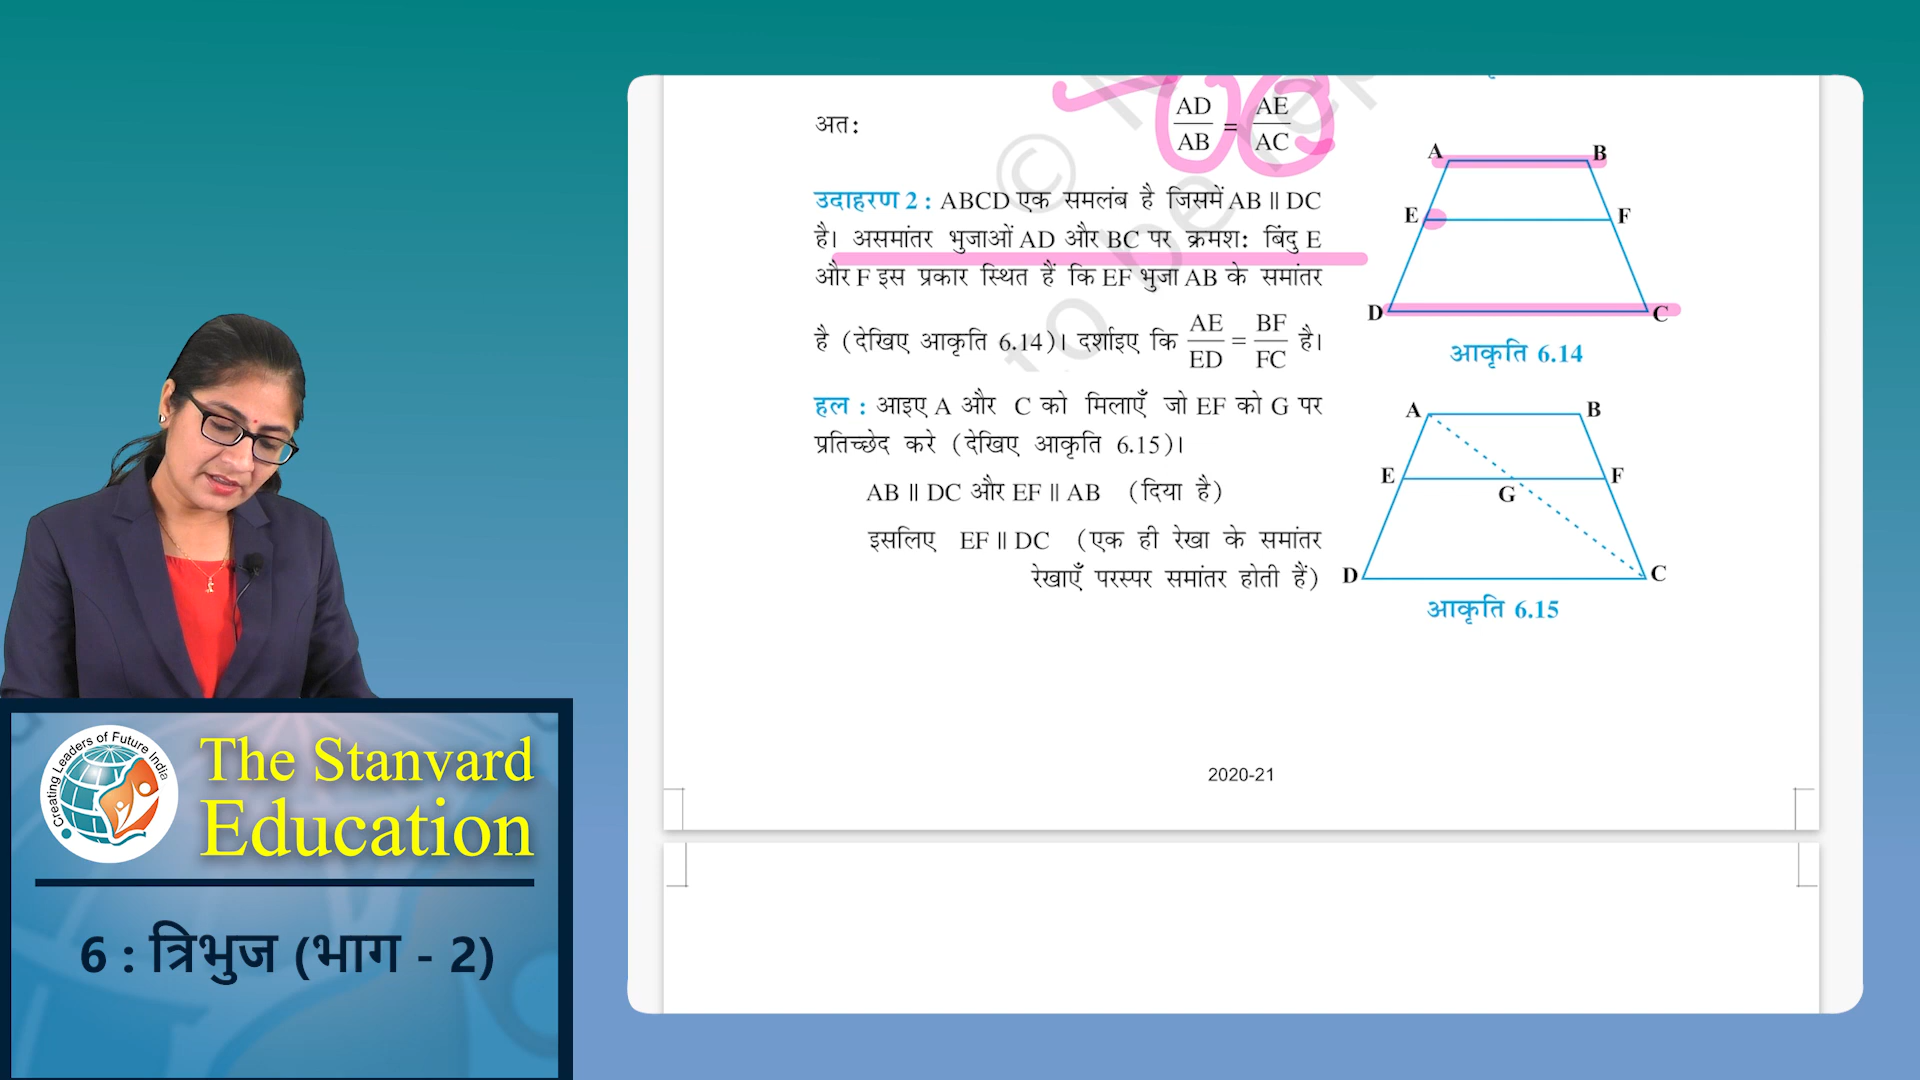 अतः
AD/AB = AE/AC
उदाहरण 2 : ABCD एक समलंब है जिसमें AB || DC
है। असमांतर भुजाओं AD और BC पर क्रमशः बिंदु E
और F इस प्रकार स्थित हैं कि EF भुजा AB के समांतर
है (देखिए आकृति 6.14)। दर्शाइए कि AE/ED = BF/FC है।
हल : आइए A और C को मिलाएँ जो EF को G पर
प्रतिच्छेद करे (देखिए आकृति 6.15)।
AB || DC और EF || AB (दिया है)
इसलिए EF || DC (एक ही रेखा के समांतर
रेखाएँ परस्पर समांतर होती हैं)
A B
E F
D C
आकृति 6.14
A B
E F
G
D C
आकृति 6.15
2020-21
©
to be rep
Creating Leaders of Future India
The Stanvard
Education
6 : त्रिभुज (भाग - 2)